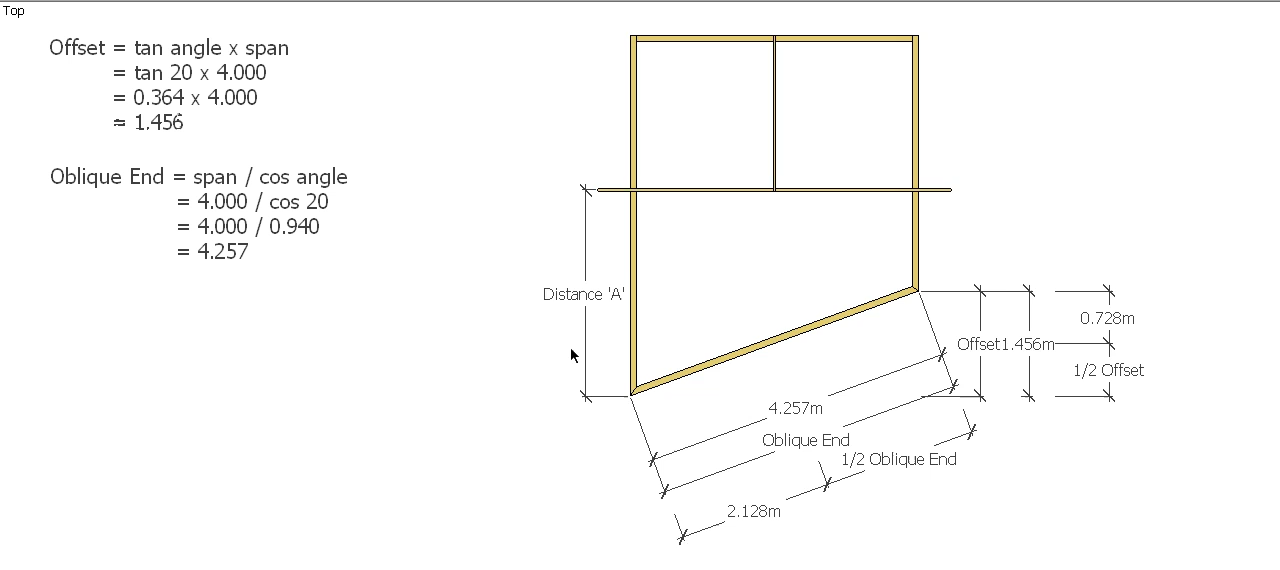 Top
Offset = tan angle x span
= tan 20 x 4.000
= 0.364 x 4.000
= 1.456
Oblique End = span / cos angle
= 4.000 / cos 20
= 4.000 / 0.940
= 4.257
Distance 'A'
0.728m
Offset
1.456m
1/2 Offset
4.257m
Oblique End
1/2 Oblique End
2.128m